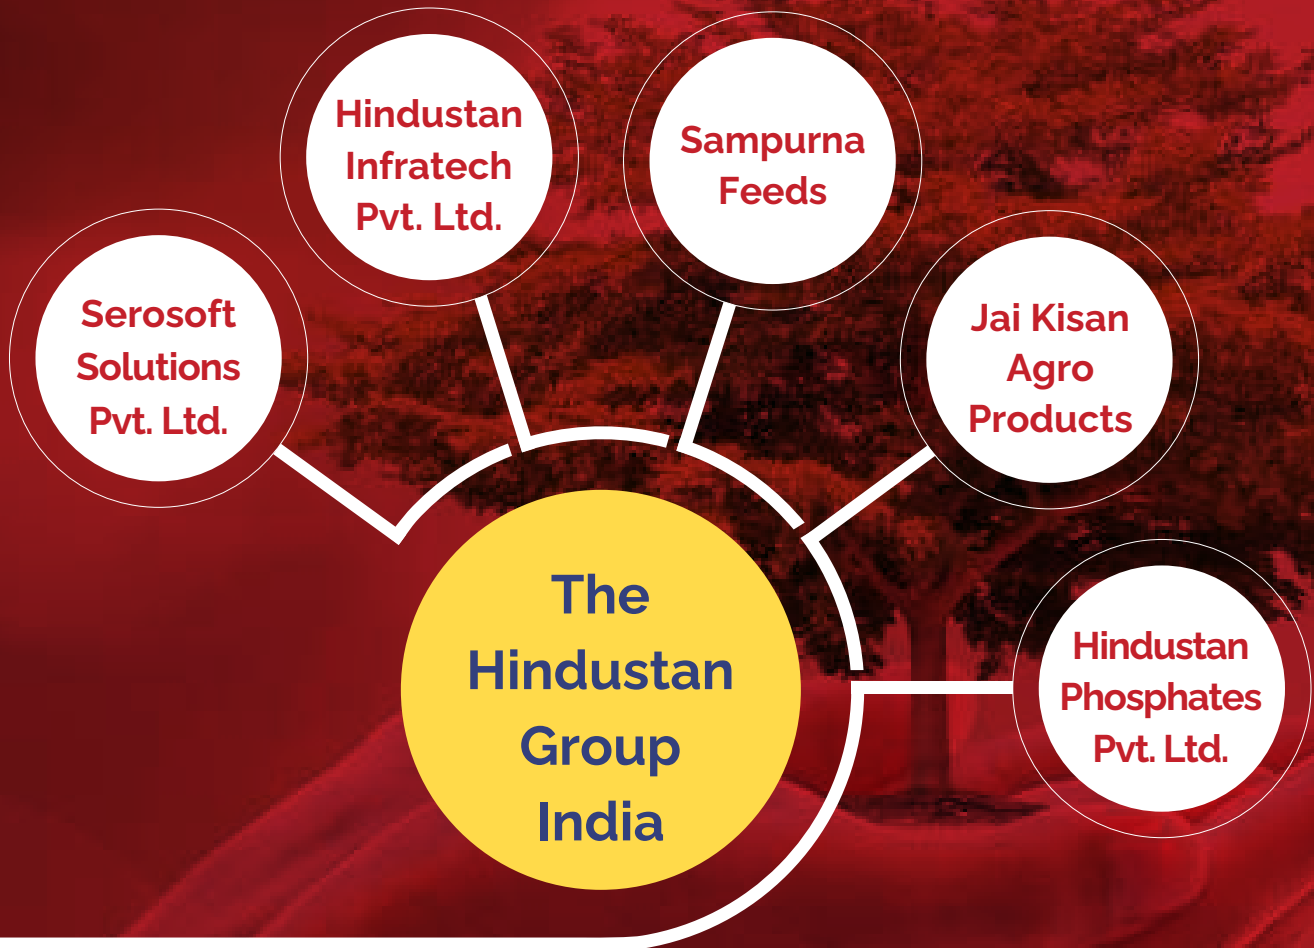 Hindustan
Infratech
Pvt. Ltd.
Sampurna
Feeds
Serosoft
Solutions
Pvt. Ltd.
Jai Kisan
Agro
Products
The
Hindustan
Group
India
Hindustan
Phosphates
Pvt. Ltd.